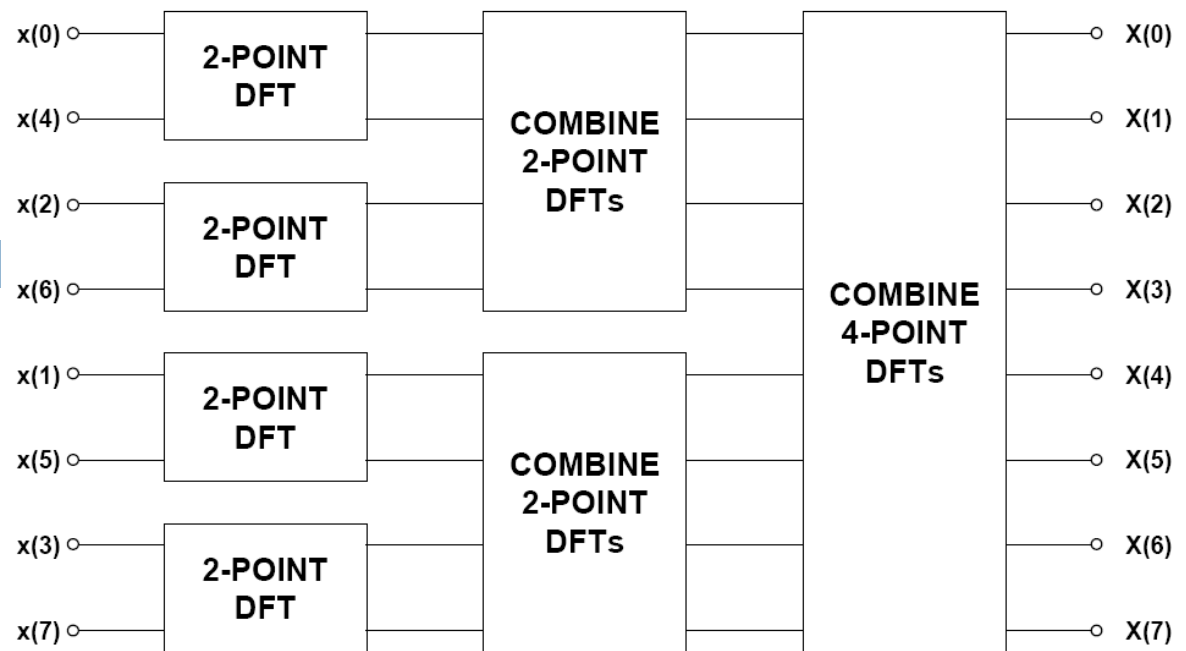 x(0)
2-POINT
DFT
x(4)
x(2)
2-POINT
DFT
x(6)
x(1)
2-POINT
DFT
x(5)
x(3)
2-POINT
DFT
x(7)
COMBINE
2-POINT
DFTs
COMBINE
2-POINT
DFTs
COMBINE
4-POINT
DFTs
X(0)
X(1)
X(2)
X(3)
X(4)
X(5)
X(6)
X(7)